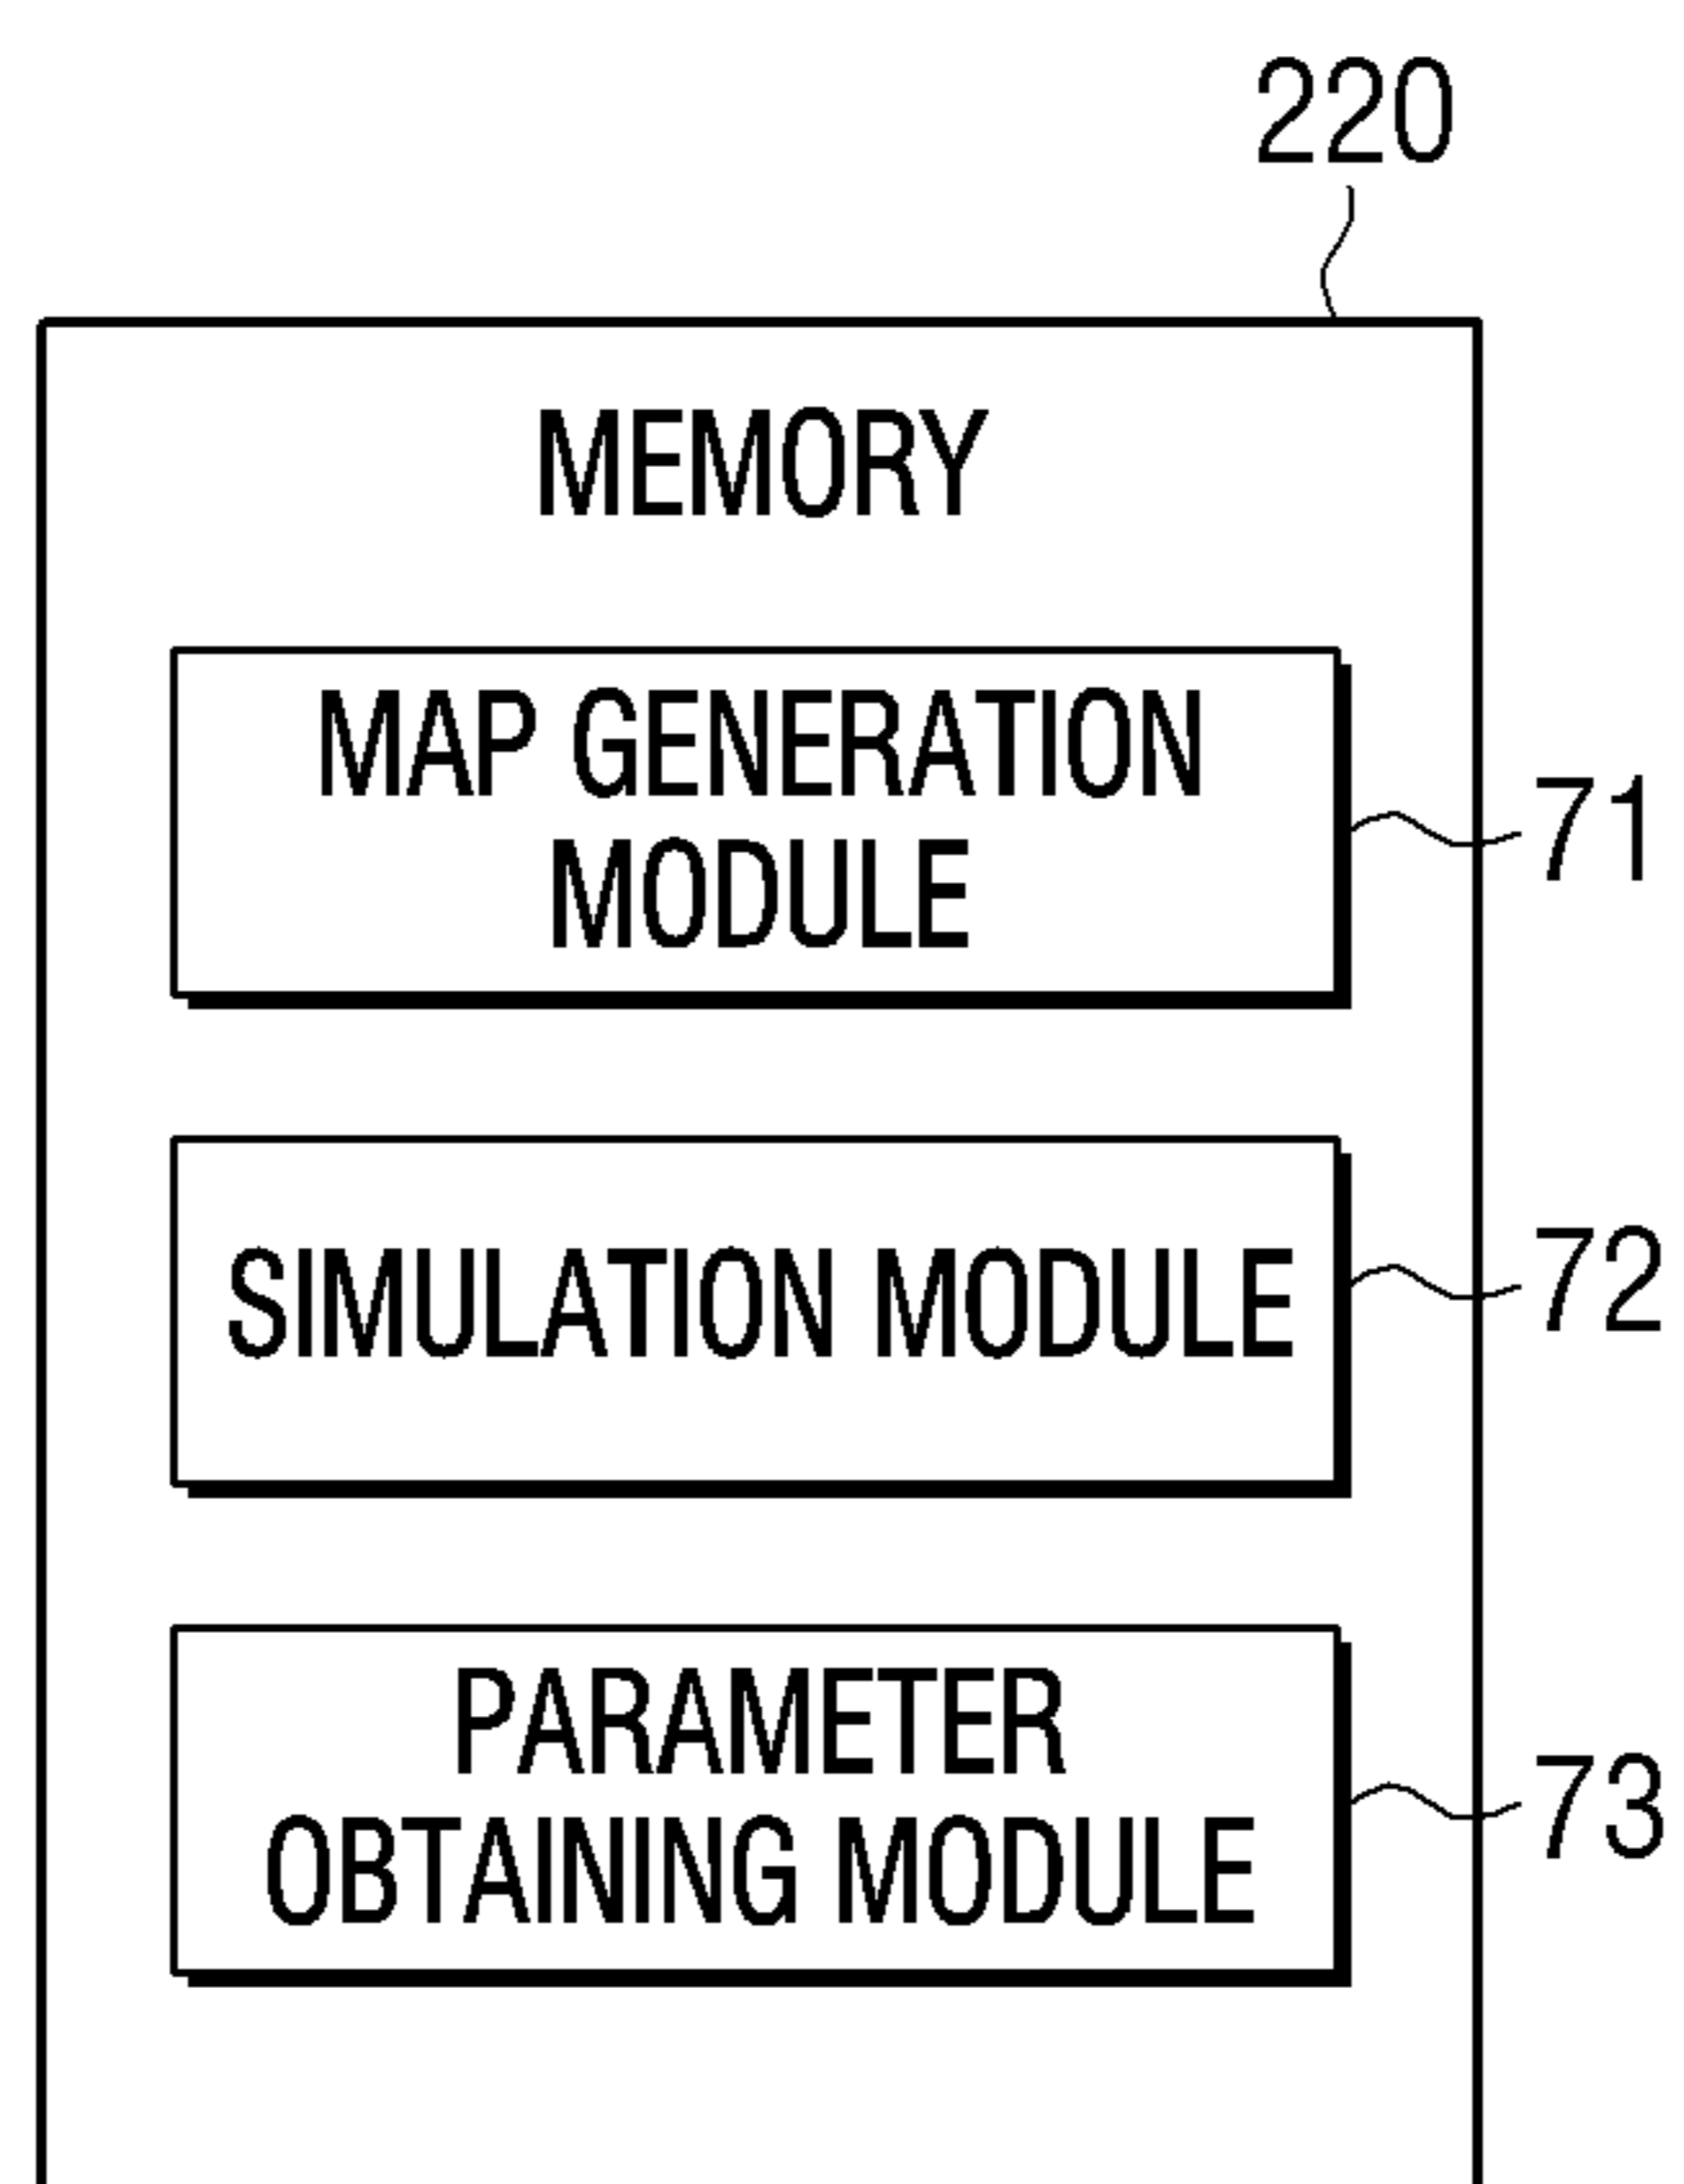 220
MEMORY
MAP GENERATION
MODULE
71
SIMULATION MODULE
72
PARAMETER
OBTAINING MODULE
73